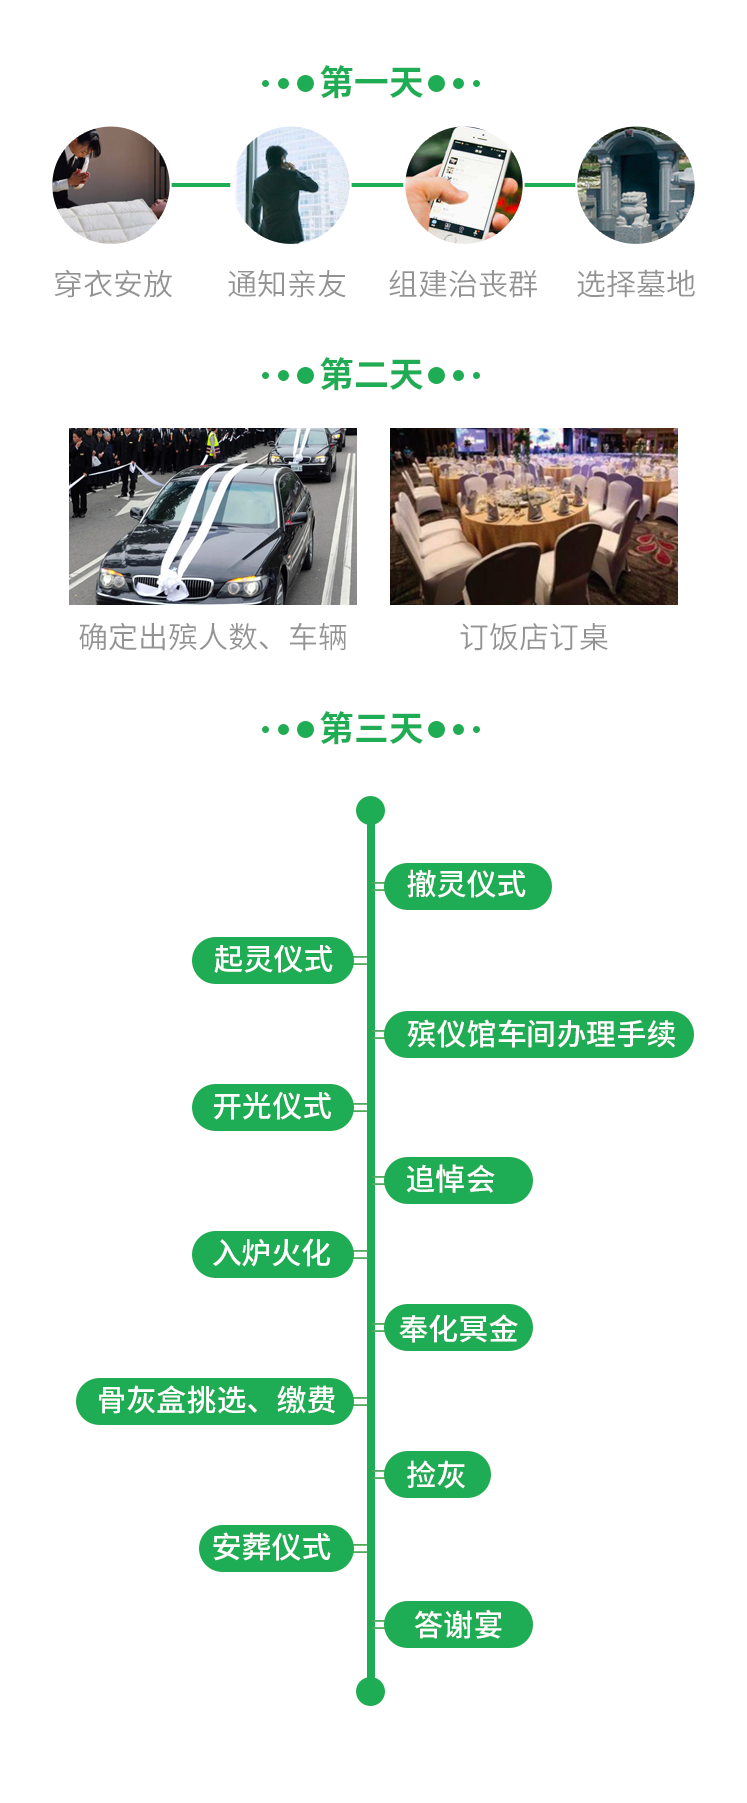 第一天
穿衣安放
通知亲友
组建治丧群
选择墓地
第二天
确定出殡人数、车辆
订饭店订桌
第三天
撤灵仪式
起灵仪式
殡仪馆车间办理手续
开光仪式
追悼会
入炉火化
奉化冥金
骨灰盒挑选、缴费
捡灰
安葬仪式
答谢宴